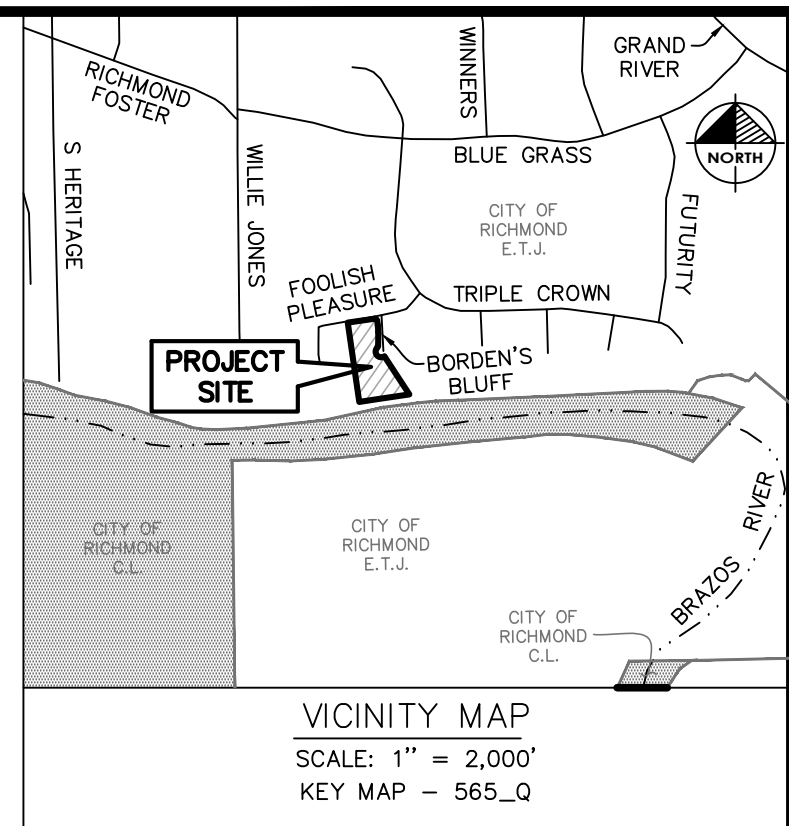 RICHMOND
FOSTER
WINNERS
GRAND
RIVER
NORTH
S HERITAGE
WILLIE JONES
BLUE GRASS
CITY OF
RICHMOND
E.T.J.
FUTURITY
FOOLISH
PLEASURE
TRIPLE CROWN
PROJECT
SITE
BORDEN'S
BLUFF
CITY OF
RICHMOND
C.L.
CITY OF
RICHMOND
E.T.J.
BRAZOS
RIVER
CITY OF
RICHMOND
C.L.
VICINITY MAP
SCALE: 1" = 2,000'
KEY MAP - 565_Q